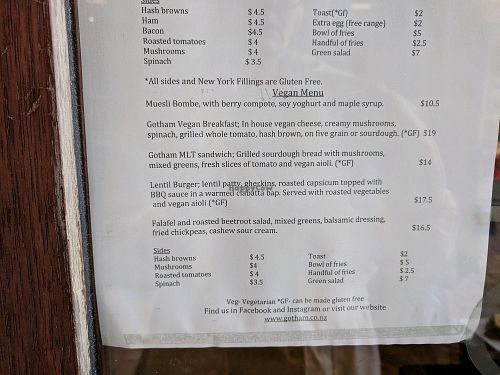 Sides
Hash browns $ 4.5 Toast(*Gf) $2
Ham $ 4.5 Extra egg (free range) $2
Bacon $4.5 Bowl of fries $5
Roasted tomatoes $ 4 Handful of fries $2.5
Mushrooms $ 4 Green salad $7
Spinach $ 3.5
*All sides and New York Fillings are Gluten Free.
Vegan Menu
Muesli Bombe, with berry compote, soy yoghurt and maple syrup. $10.5
Gotham Vegan Breakfast; In house vegan cheese, creamy mushrooms,
spinach, grilled whole tomato, hash brown, on five grain or sourdough. (*GF) $19
Gotham MLT sandwich; Grilled sourdough bread with mushrooms,
mixed greens, fresh slices of tomato and vegan aioli. (*GF) $14
Lentil Burger; lentil patty, gherkins, roasted capsicum topped with
BBQ sauce in a warmed ciabatta bap. Served with roasted vegetables
and vegan aioli (*GF) $17.5
Falafel and roasted beetroot salad, mixed greens, balsamic dressing,
fried chickpeas, cashew sour cream. $16.5
Sides
Hash browns $ 4.5 Toast $2
Mushrooms $4 Bowl of fries $ 5
Roasted tomatoes $ 4 Handful of fries $ 2.5
Spinach $3.5 Green salad $ 7
Veg- Vegetarian *GF- can be made gluten free
Find us in Facebook and Instagram or visit our website
www.gotham.co.nz